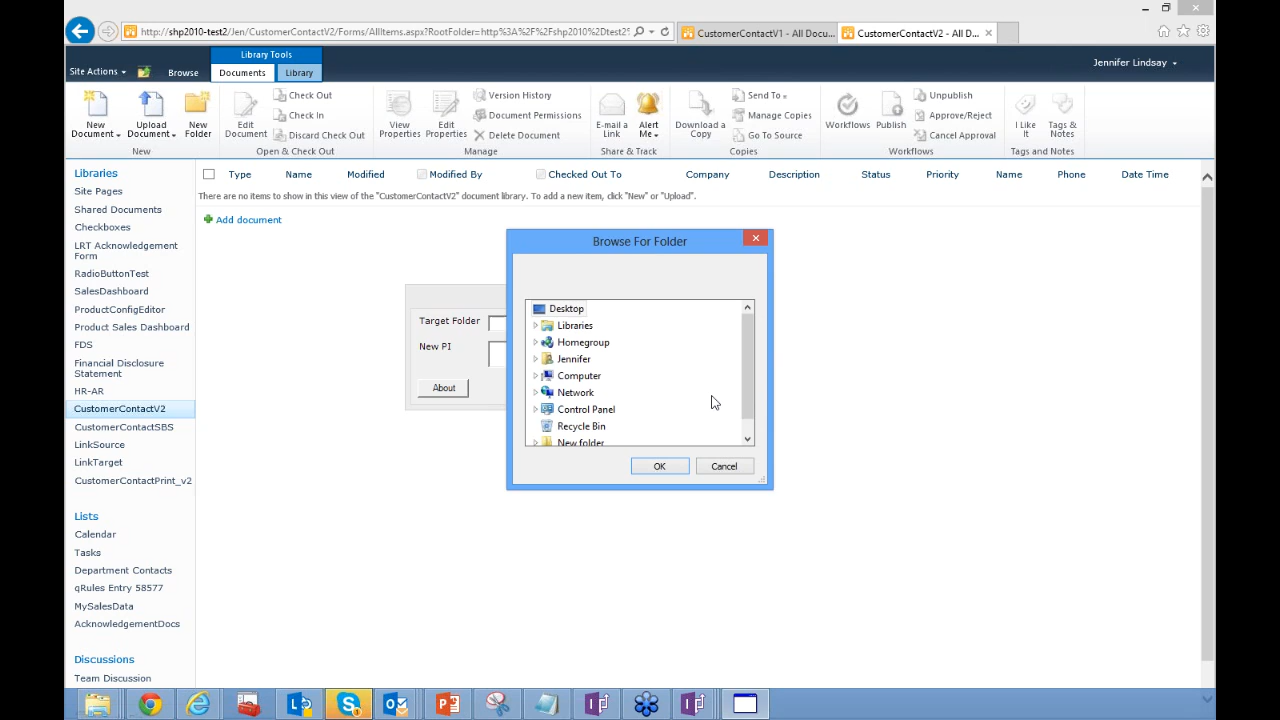 http://shp2010-test2/Jen/CustomerContactV2/Forms/AllItems.aspx?RootFolder=http%3A%2F%2Fshp2010%2Dtest2
CustomerContactV1 - All Docu...
CustomerContactV2 - All D...
Library Tools
Site Actions
Browse
Documents
Library
Jennifer Lindsay
New Document
Upload Document
New Folder
New
Edit Document
Check Out
Check In
Discard Check Out
Open & Check Out
View Properties
Edit Properties
Version History
Document Permissions
Delete Document
Manage
E-mail a Link
Alert Me
Share & Track
Download a Copy
Send To
Manage Copies
Go To Source
Copies
Workflows
Publish
Unpublish
Approve/Reject
Cancel Approval
Workflows
I Like It
Tags & Notes
Tags and Notes
Libraries
Site Pages
Shared Documents
Checkboxes
LRT Acknowledgement
Form
RadioButtonTest
SalesDashboard
ProductConfigEditor
Product Sales Dashboard
FDS
Financial Disclosure
Statement
HR-AR
CustomerContactV2
CustomerContactSBS
LinkSource
LinkTarget
CustomerContactPrint_v2
Lists
Calendar
Tasks
Department Contacts
qRules Entry 58577
MySalesData
AcknowledgementDocs
Discussions
Team Discussion
Type Name Modified Modified By Checked Out To Company Description Status Priority Name Phone Date Time
There are no items to show in this view of the "CustomerContactV2" document library. To add a new item, click "New" or "Upload".
Add document
Target Folder
New PI
About
Browse For Folder
Desktop
Libraries
Homegroup
Jennifer
Computer
Network
Control Panel
Recycle Bin
New folder
OK
Cancel